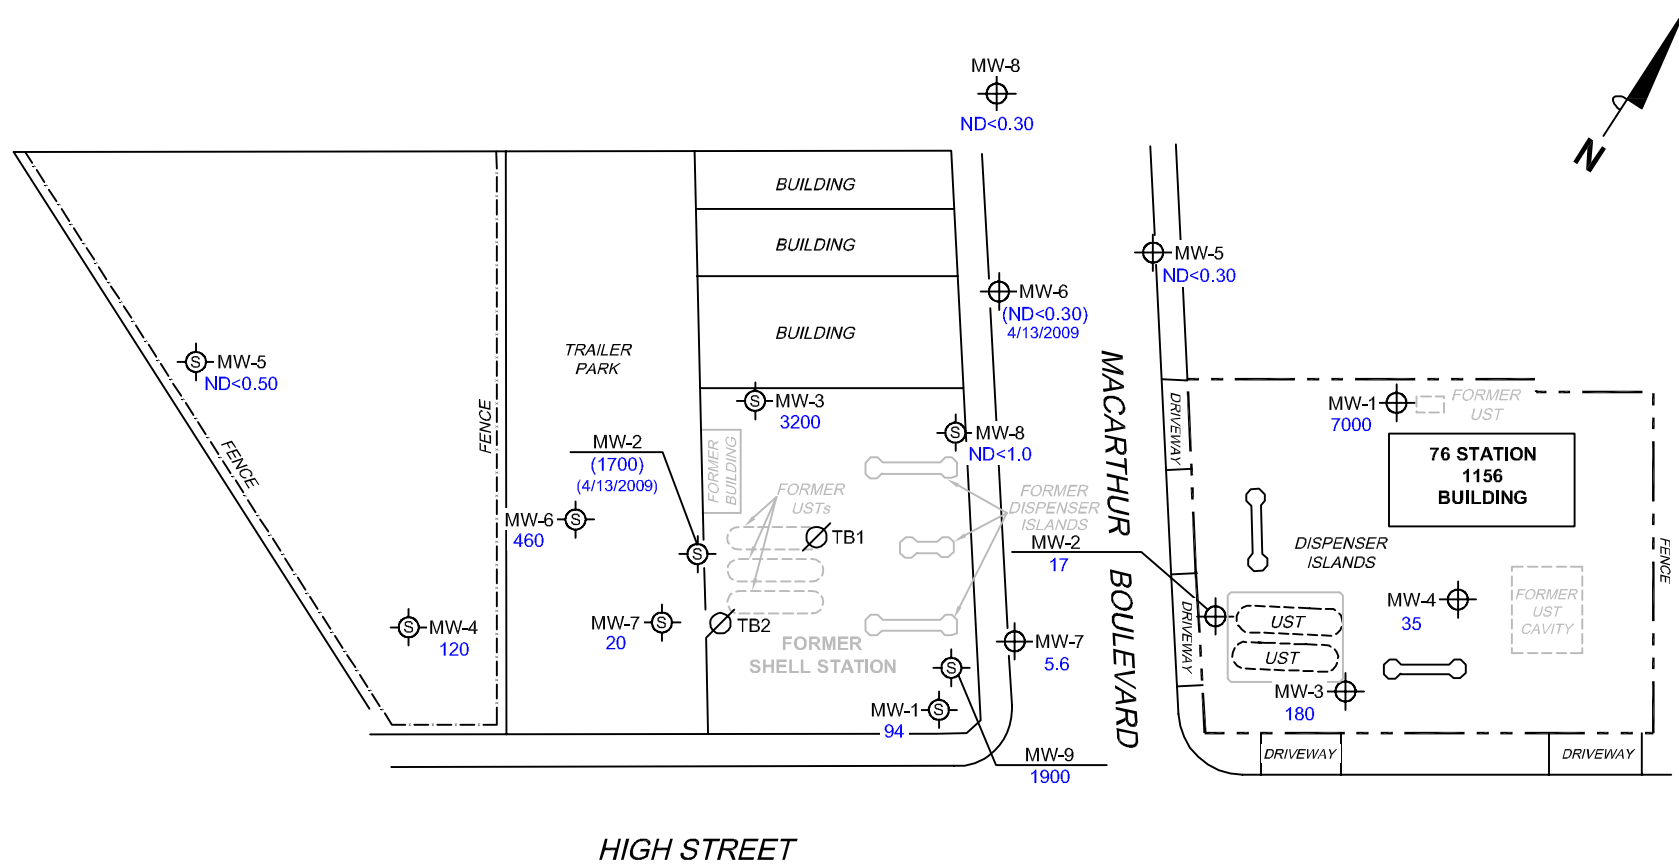 MW-8
ND<0.30
N
BUILDING
BUILDING
BUILDING
MW-5
ND<0.30
MW-6
(ND<0.30)
4/13/2009
TRAILER
PARK
MW-5
ND<0.50
FENCE
FENCE
MW-3
3200
MW-8
ND<1.0
MACARTHUR BOULEVARD
DRIVEWAY
MW-1
7000
FORMER
UST
76 STATION
1156
BUILDING
MW-2
(1700)
(4/13/2009)
FORMER
BUILDING
FORMER
USTs
FORMER
DISPENSER
ISLANDS
MW-6
460
TB1
MW-2
17
DISPENSER
ISLANDS
FENCE
DRIVEWAY
UST
UST
MW-4
35
FORMER
UST
CAVITY
MW-4
120
MW-7
20
TB2
FORMER
SHELL STATION
MW-7
5.6
MW-3
180
MW-1
94
MW-9
1900
DRIVEWAY
DRIVEWAY
HIGH STREET